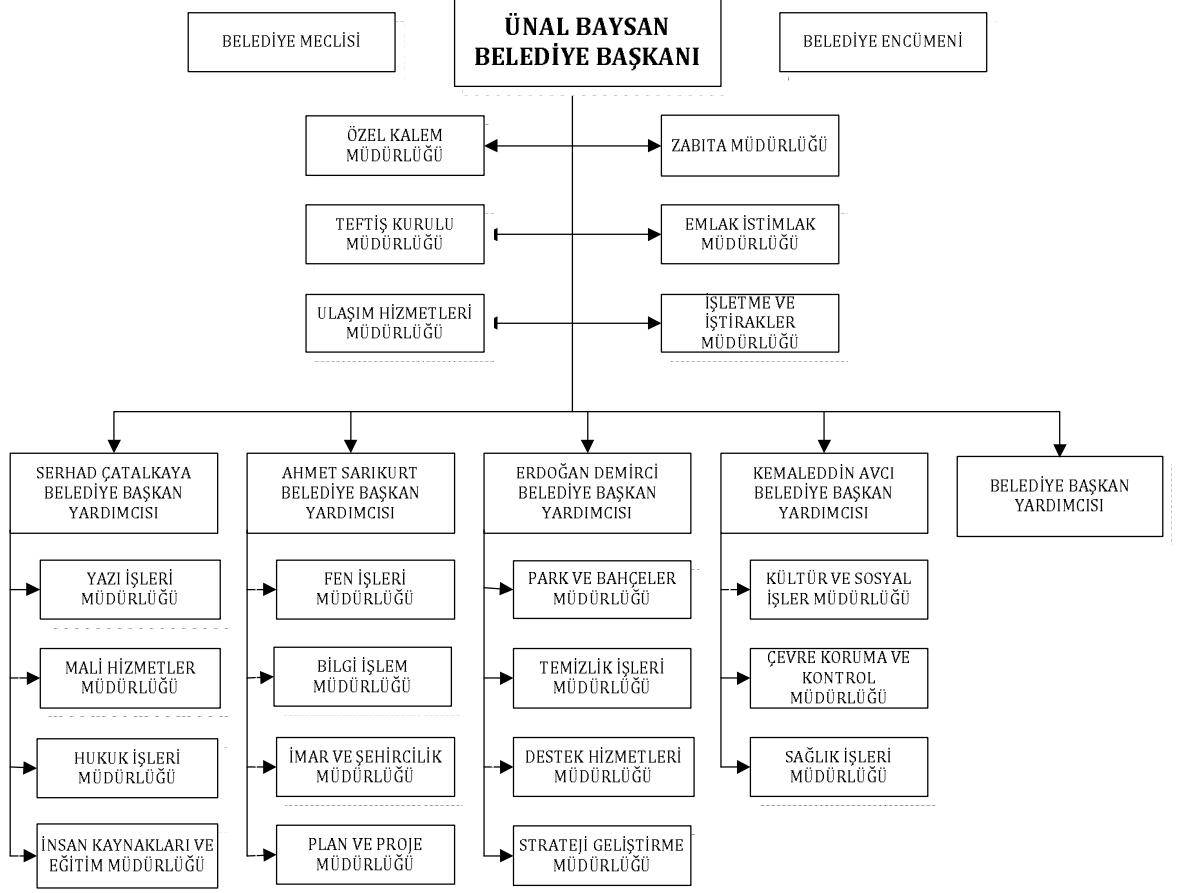 BELEDİYE MECLİSİ
ÜNAL BAYSAN
BELEDİYE BAŞKANI
BELEDİYE ENCÜMENİ
ÖZEL KALEM
MÜDÜRLÜĞÜ
ZABITA MÜDÜRLÜĞÜ
TEFTİŞ KURULU
MÜDÜRLÜĞÜ
EMLAK İSTİMLAK
MÜDÜRLÜĞÜ
ULAŞIM HİZMETLERİ
MÜDÜRLÜĞÜ
İŞLETME VE
İŞTİRAKLER
MÜDÜRLÜĞÜ
SERHAD ÇATALKAYA
BELEDİYE BAŞKAN
YARDIMCISI
YAZI İŞLERİ
MÜDÜRLÜĞÜ
MALİ HİZMETLER
MÜDÜRLÜĞÜ
HUKUK İŞLERİ
MÜDÜRLÜĞÜ
İNSAN KAYNAKLARI VE
EĞİTİM MÜDÜRLÜĞÜ
AHMET SARIKURT
BELEDİYE BAŞKAN
YARDIMCISI
FEN İŞLERİ
MÜDÜRLÜĞÜ
BİLGİ İŞLEM
MÜDÜRLÜĞÜ
İMAR VE ŞEHİRCİLİK
MÜDÜRLÜĞÜ
PLAN VE PROJE
MÜDÜRLÜĞÜ
ERDOĞAN DEMİRCİ
BELEDİYE BAŞKAN
YARDIMCISI
PARK VE BAHÇELER
MÜDÜRLÜĞÜ
TEMİZLİK İŞLERİ
MÜDÜRLÜĞÜ
DESTEK HİZMETLERİ
MÜDÜRLÜĞÜ
STRATEJİ GELİŞTİRME
MÜDÜRLÜĞÜ
KEMALEDDİN AVCI
BELEDİYE BAŞKAN
YARDIMCISI
KÜLTÜR VE SOSYAL
İŞLER MÜDÜRLÜĞÜ
ÇEVRE KORUMA VE
KONTROL
MÜDÜRLÜĞÜ
SAĞLIK İŞLERİ
MÜDÜRLÜĞÜ
BELEDİYE BAŞKAN
YARDIMCISI